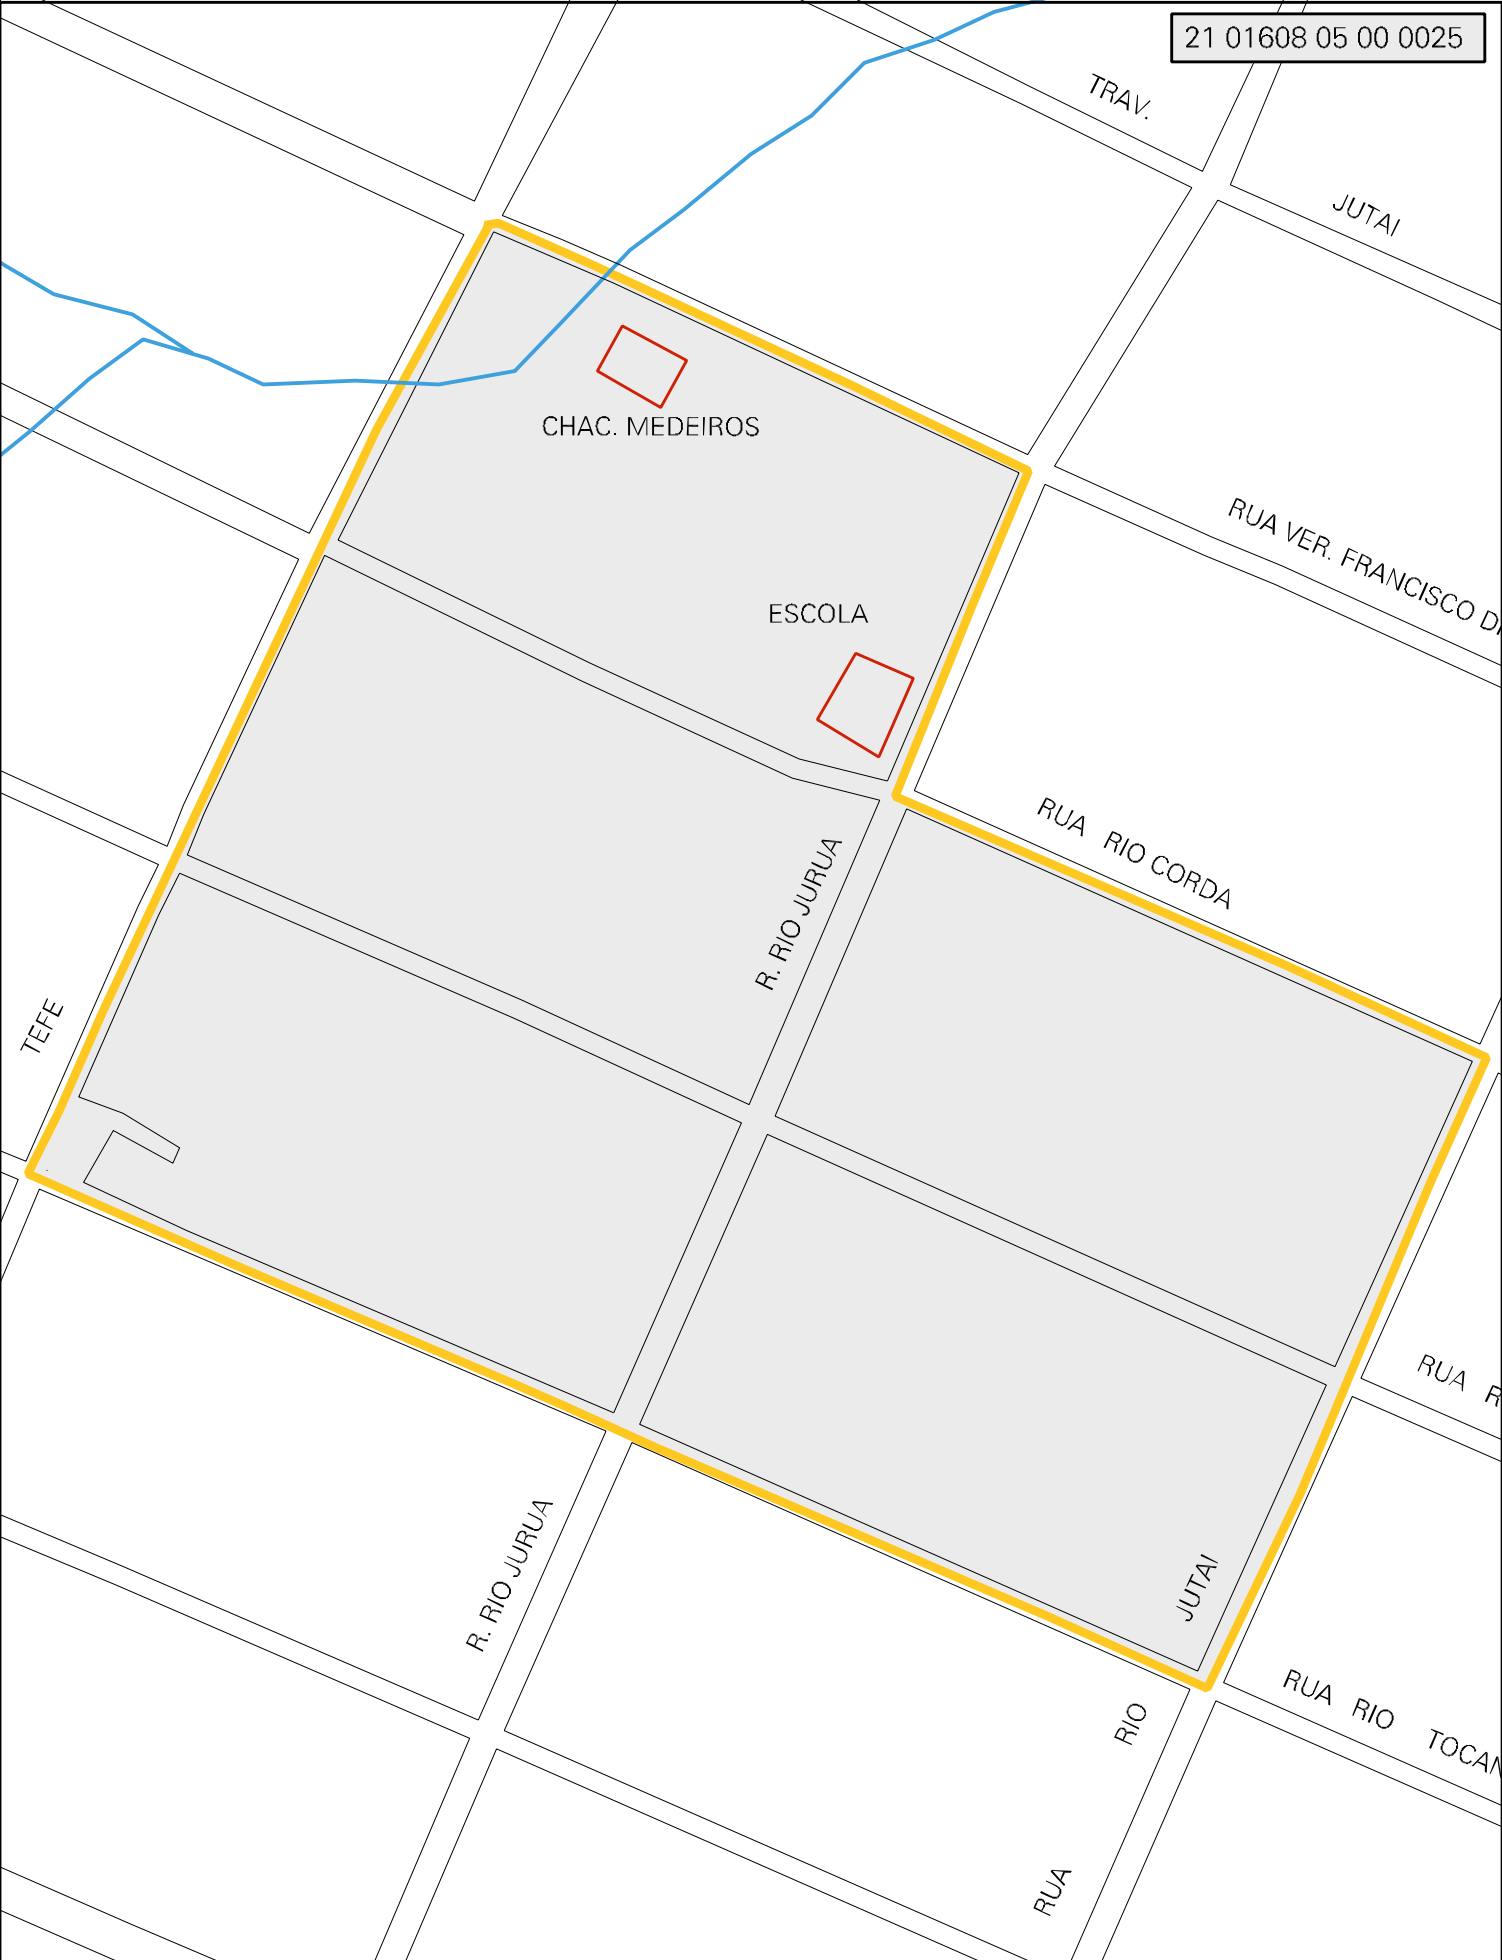 21 01608 05 00 0025
TRAV.
JUTAI
CHAC. MEDEIROS
RUA VER. FRANCISCO
ESCOLA
RUA RIO CORDA
R. RIO JURUA
TEFE
RUA
R. RIO JURUA
RUA RIO JUTAI
RUA RIO